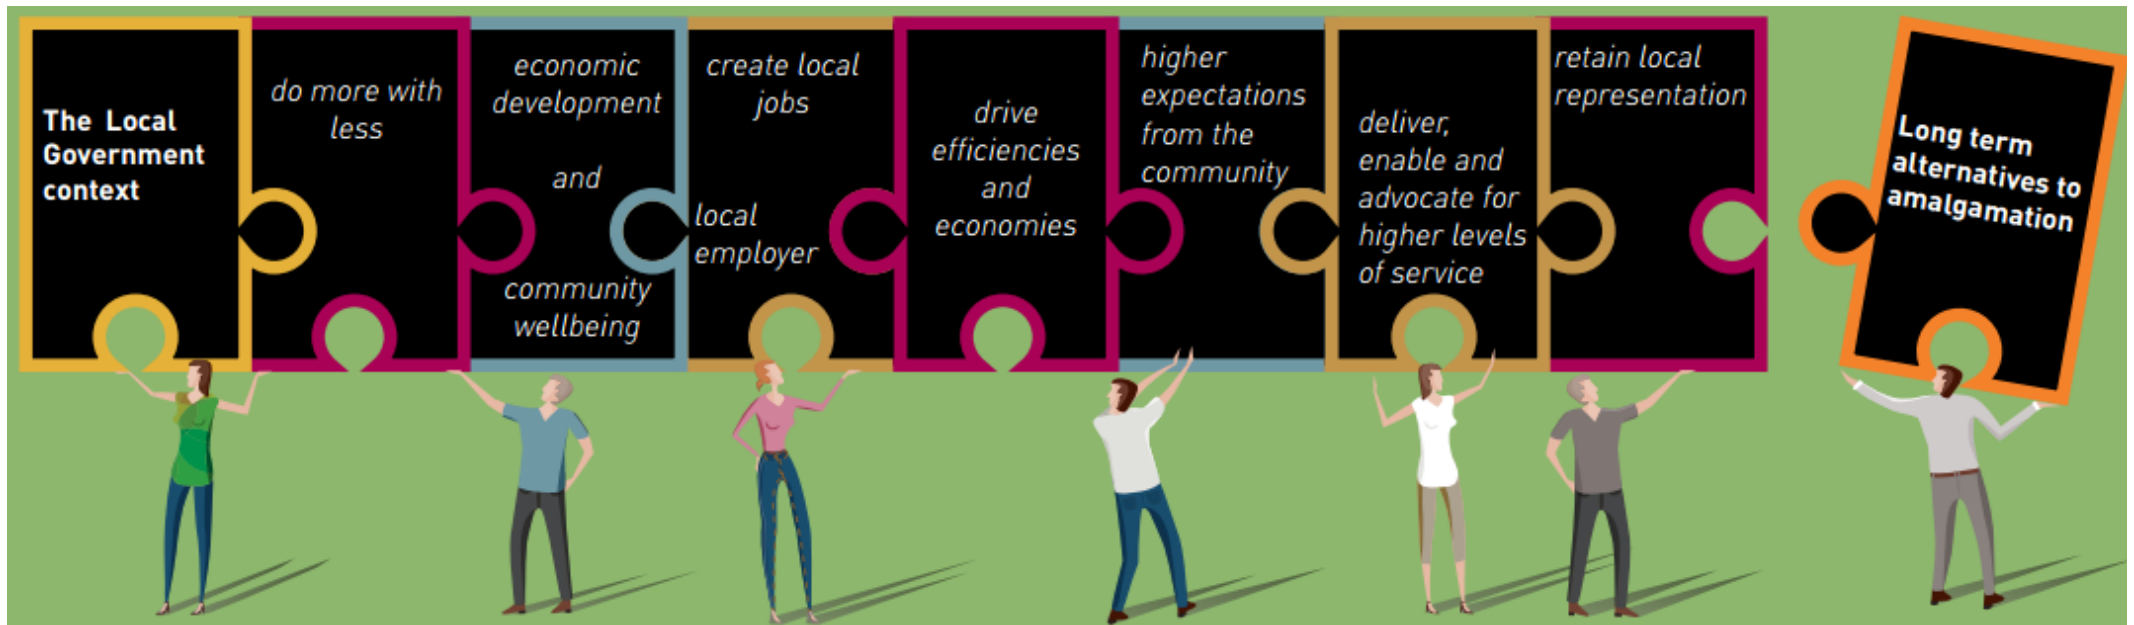 The Local
Government
context
do more with
less
economic
development
and
community
wellbeing
create local
jobs
local
employer
drive
efficiencies
and
economies
higher
expectations
from the
community
deliver,
enable and
advocate for
higher levels
of service
retain local
representation
Long term
alternatives to
amalgamation